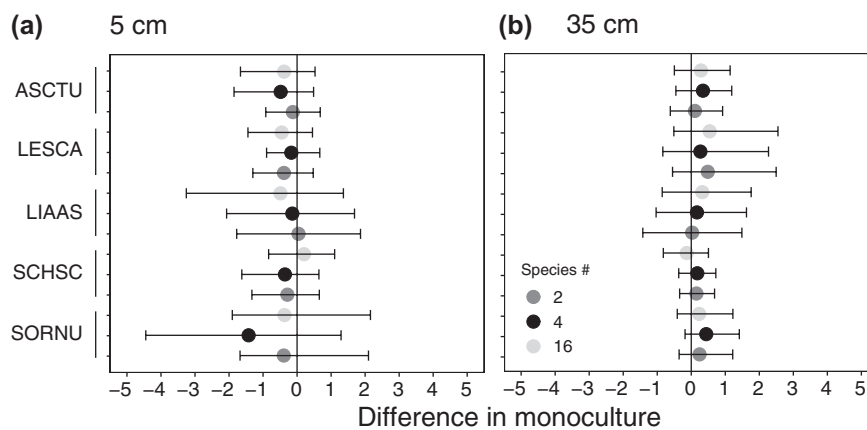 (a) 5 cm
(b) 35 cm
ASCTU
LESCA
LIAAS
SCHSC
SORNU
Species #
2
4
16
−5 −4 −3 −2 −1 0 1 2 3 4 5
−5 −4 −3 −2 −1 0 1 2 3 4 5
Difference in monoculture